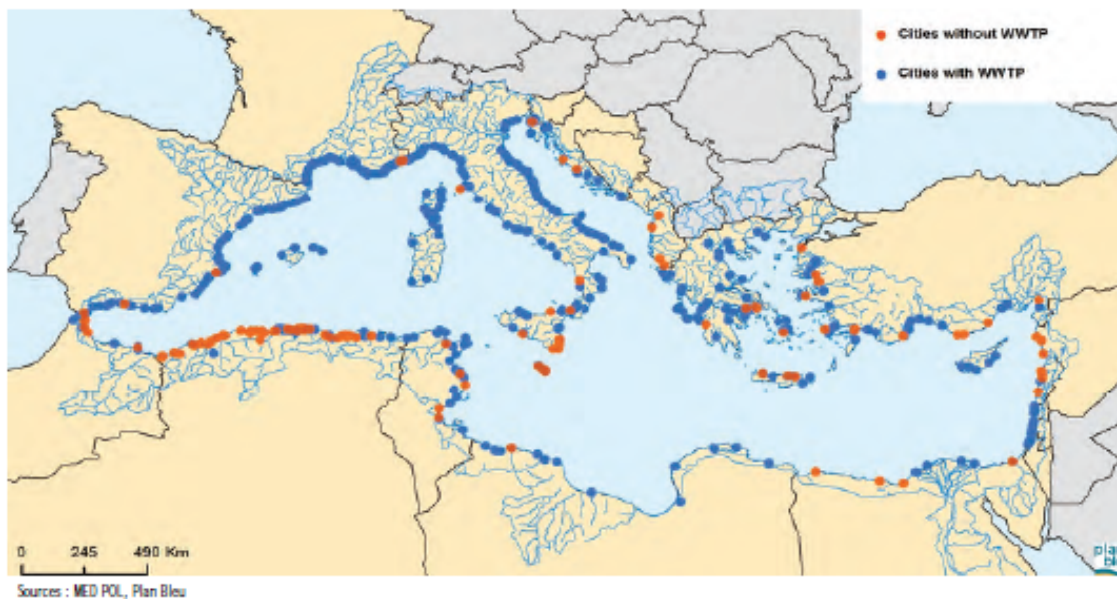 Cities without WWTP
Cities with WWTP
0 245 490 Km
Sources : MED POL, Plan Bleu